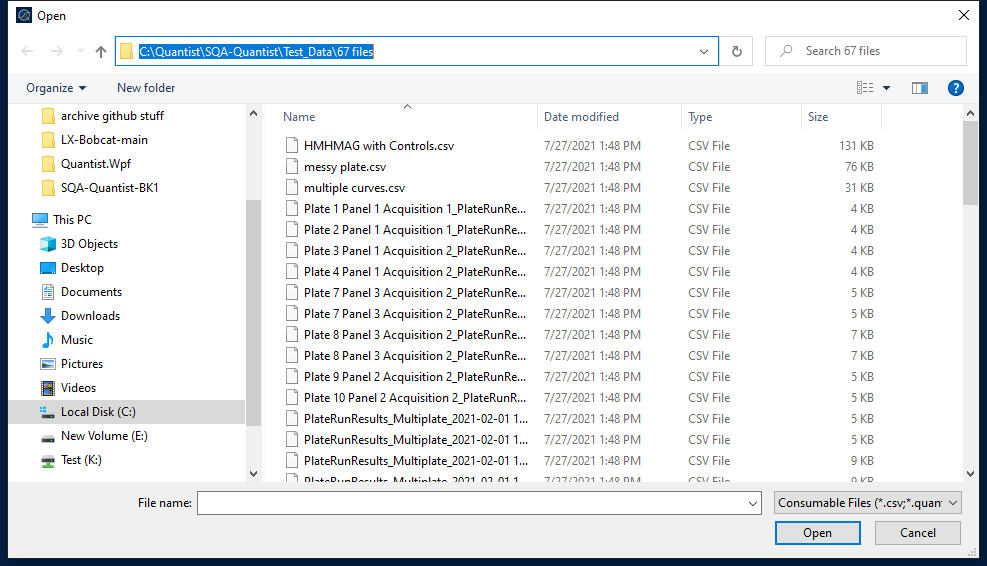 Open
C:\Quantist\SQA-Quantist\Test_Data\67 files
Search 67 files
Organize
New folder
archive github stuff
LX-Bobcat-main
Quantist.Wpf
SQA-Quantist-BK1
This PC
3D Objects
Desktop
Documents
Downloads
Music
Pictures
Videos
Local Disk (C:)
New Volume (E:)
Test (K:)
Name Date modified Type Size
HMHMAG with Controls.csv 7/27/2021 1:48 PM CSV File 131 KB
messy plate.csv 7/27/2021 1:48 PM CSV File 76 KB
multiple curves.csv 7/27/2021 1:48 PM CSV File 31 KB
Plate 1 Panel 1 Acquisition 1_PlateRunRe... 7/27/2021 1:48 PM CSV File 4 KB
Plate 2 Panel 1 Acquisition 1_PlateRunRe... 7/27/2021 1:48 PM CSV File 4 KB
Plate 3 Panel 1 Acquisition 2_PlateRunRe... 7/27/2021 1:48 PM CSV File 4 KB
Plate 4 Panel 1 Acquisition 2_PlateRunRe... 7/27/2021 1:48 PM CSV File 4 KB
Plate 7 Panel 3 Acquisition 2_PlateRunRe... 7/27/2021 1:48 PM CSV File 5 KB
Plate 7 Panel 3 Acquisition 2_PlateRunRe... 7/27/2021 1:48 PM CSV File 5 KB
Plate 8 Panel 3 Acquisition 2_PlateRunRe... 7/27/2021 1:48 PM CSV File 7 KB
Plate 8 Panel 3 Acquisition 2_PlateRunRe... 7/27/2021 1:48 PM CSV File 7 KB
Plate 9 Panel 2 Acquisition 2_PlateRunRe... 7/27/2021 1:48 PM CSV File 5 KB
Plate 10 Panel 2 Acquisition 2_PlateRunR... 7/27/2021 1:48 PM CSV File 5 KB
PlateRunResults_Multiplate_2021-02-01 1... 7/27/2021 1:48 PM CSV File 5 KB
PlateRunResults_Multiplate_2021-02-01 1... 7/27/2021 1:48 PM CSV File 5 KB
PlateRunResults_Multiplate_2021-02-01 1... 7/27/2021 1:48 PM CSV File 9 KB
PlateRunResults_Multiplate_2021-02-01 1... 7/27/2021 1:48 PM CSV File 9 KB
File name:
Consumable Files (*.csv;*.quan
Open
Cancel